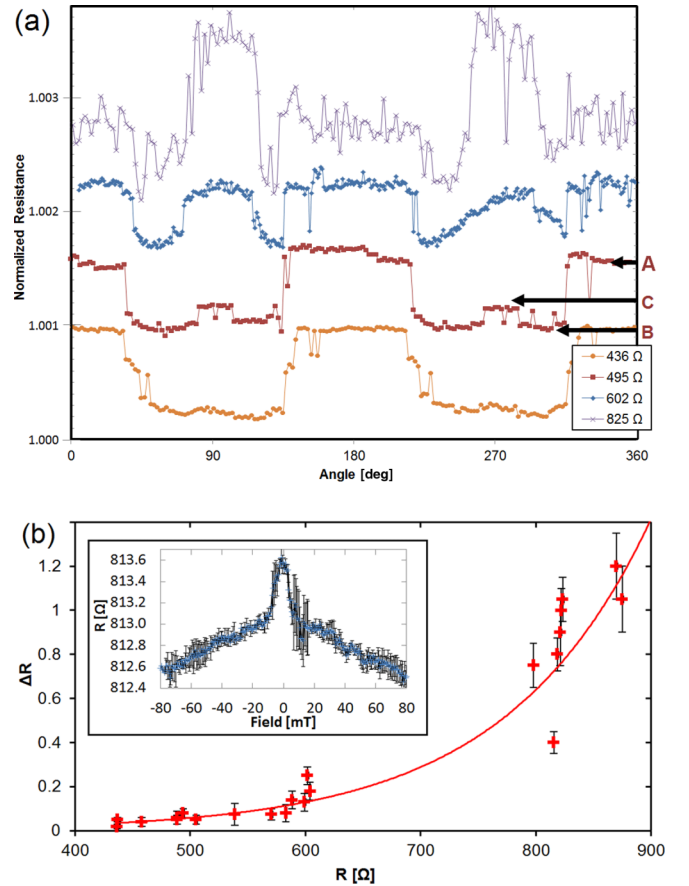 (a)
Normalized Resistance
1.003
1.002
1.001
1.000
A
C
B
436 Ω
495 Ω
602 Ω
825 Ω
0
90
180
270
360
Angle [deg]
(b)
ΔR
1.2
1
0.8
0.6
0.4
0.2
0
R [Ω]
813.6
813.4
813.2
813.0
812.8
812.6
812.4
-80 -60 -40 -20 0 20 40 60 80
Field [mT]
400 500 600 700 800 900
R [Ω]